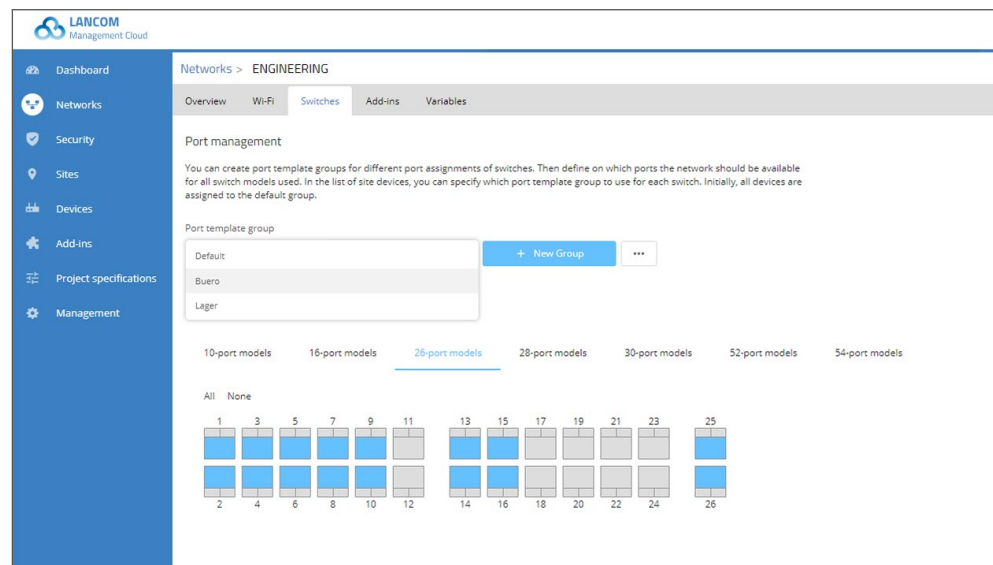 LANCOM
Management Cloud
Dashboard
Networks
Security
Sites
Devices
Add-ins
Project specifications
Management
Networks > ENGINEERING
Overview Wi-Fi Switches Add-ins Variables
Port management
You can create port template groups for different port assignments of switches. Then define on which ports the network should be available
for all switch models used. In the list of site devices, you can specify which port template group to use for each switch. Initially, all devices are
assigned to the default group.
Port template group
Default
Buero
Lager
+ New Group ...
10-port models 16-port models 26-port models 28-port models 30-port models 52-port models 54-port models
All None
1 3 5 7 9 11 13 15 17 19 21 23 25
2 4 6 8 10 12 14 16 18 20 22 24 26